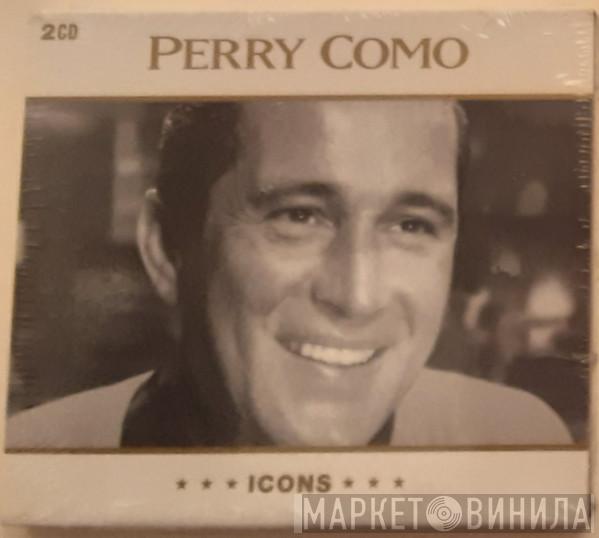 2CD
PERRY COMO
★ ★ ★ ICONS ★ ★ ★
МАРКЕТ ВИНИЛА